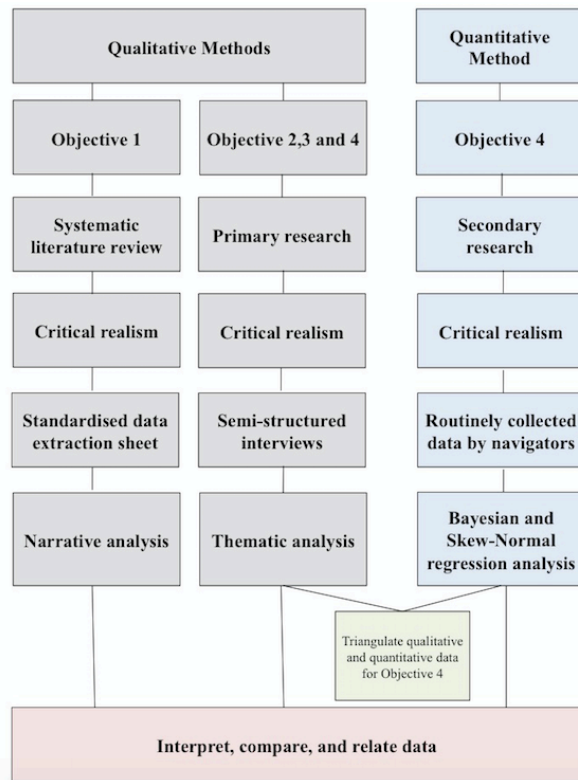 Qualitative Methods
Quantitative
Method
Objective 1
Objective 2,3 and 4
Objective 4
Systematic
literature review
Primary research
Secondary
research
Critical realism
Critical realism
Critical realism
Standardised data
extraction sheet
Semi-structured
interviews
Routinely collected
data by navigators
Narrative analysis
Thematic analysis
Bayesian and
Skew-Normal
regression analysis
Triangulate qualitative
and quantitative data
for Objective 4
Interpret, compare, and relate data